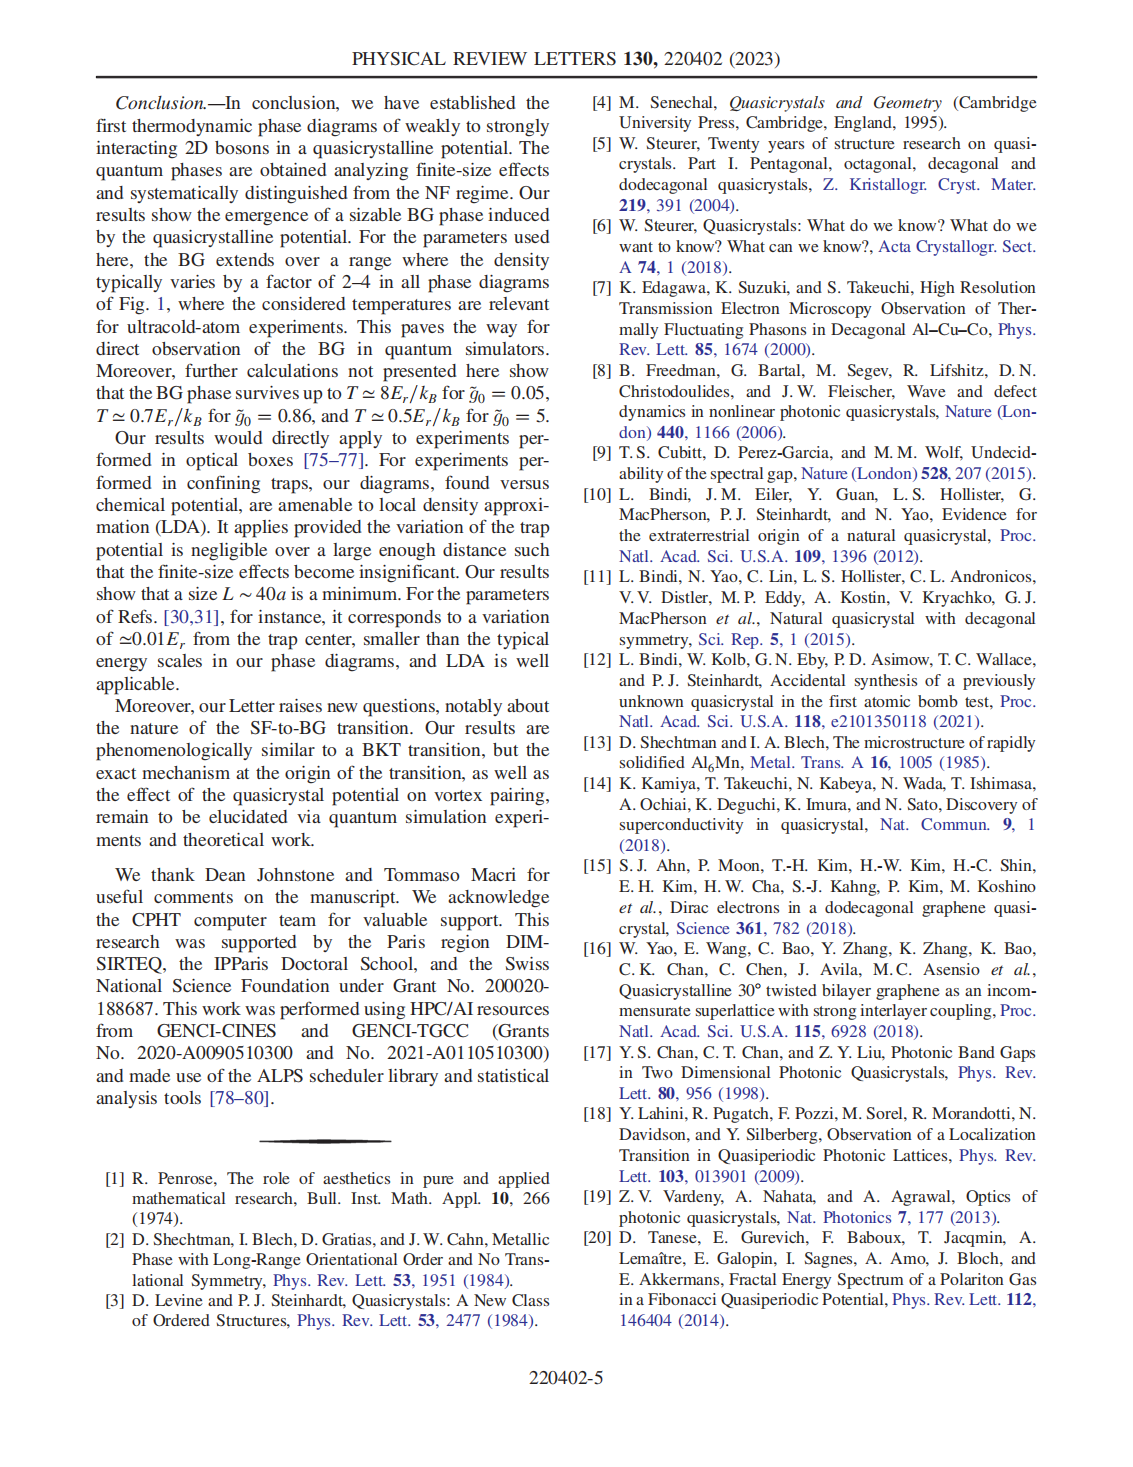 PHYSICAL REVIEW LETTERS 130, 220402 (2023)
Conclusion.—In conclusion, we have established the
first thermodynamic phase diagrams of weakly to strongly
interacting 2D bosons in a quasicrystalline potential. The
quantum phases are obtained analyzing finite-size effects
and systematically distinguished from the NF regime. Our
results show the emergence of a sizable BG phase induced
by the quasicrystalline potential. For the parameters used
here, the BG extends over a range where the density
typically varies by a factor of 2–4 in all phase diagrams
of Fig. 1, where the considered temperatures are relevant
for ultracold-atom experiments. This paves the way for
direct observation of the BG in quantum simulators.
Moreover, further calculations not presented here show
that the BG phase survives up to T ≃ 8E_r/k_B for g̃_0 = 0.05,
T ≃ 0.7E_r/k_B for g̃_0 = 0.86, and T ≃ 0.5E_r/k_B for g̃_0 = 5.
Our results would directly apply to experiments per-
formed in optical boxes [75–77]. For experiments per-
formed in confining traps, our diagrams, found versus
chemical potential, are amenable to local density approxi-
mation (LDA). It applies provided the variation of the trap
potential is negligible over a large enough distance such
that the finite-size effects become insignificant. Our results
show that a size L ∼ 40a is a minimum. For the parameters
of Refs. [30,31], for instance, it corresponds to a variation
of ≃0.01E_r from the trap center, smaller than the typical
energy scales in our phase diagrams, and LDA is well
applicable.
Moreover, our Letter raises new questions, notably about
the nature of the SF-to-BG transition. Our results are
phenomenologically similar to a BKT transition, but the
exact mechanism at the origin of the transition, as well as
the effect of the quasicrystal potential on vortex pairing,
remain to be elucidated via quantum simulation experi-
ments and theoretical work.
We thank Dean Johnstone and Tommaso Macrì for
useful comments on the manuscript. We acknowledge
the CPHT computer team for valuable support. This
research was supported by the Paris region DIM-
SIRTEQ, the IPParis Doctoral School, and the Swiss
National Science Foundation under Grant No. 200020-
188687. This work was performed using HPC/AI resources
from GENCI-CINES and GENCI-TGCC (Grants
No. 2020-A0090510300 and No. 2021-A0110510300)
and made use of the ALPS scheduler library and statistical
analysis tools [78–80].
[1] R. Penrose, The role of aesthetics in pure and applied
mathematical research, Bull. Inst. Math. Appl. 10, 266
(1974).
[2] D. Shechtman, I. Blech, D. Gratias, and J. W. Cahn, Metallic
Phase with Long-Range Orientational Order and No Trans-
lational Symmetry, Phys. Rev. Lett. 53, 1951 (1984).
[3] D. Levine and P. J. Steinhardt, Quasicrystals: A New Class
of Ordered Structures, Phys. Rev. Lett. 53, 2477 (1984).
[4] M. Senechal, Quasicrystals and Geometry (Cambridge
University Press, Cambridge, England, 1995).
[5] W. Steurer, Twenty years of structure research on quasi-
crystals. Part I. Pentagonal, octagonal, decagonal and
dodecagonal quasicrystals, Z. Kristallogr. Cryst. Mater.
219, 391 (2004).
[6] W. Steurer, Quasicrystals: What do we know? What do we
want to know? What can we know?, Acta Crystallogr. Sect.
A 74, 1 (2018).
[7] K. Edagawa, K. Suzuki, and S. Takeuchi, High Resolution
Transmission Electron Microscopy Observation of Ther-
mally Fluctuating Phasons in Decagonal Al–Cu–Co, Phys.
Rev. Lett. 85, 1674 (2000).
[8] B. Freedman, G. Bartal, M. Segev, R. Lifshitz, D. N.
Christodoulides, and J. W. Fleischer, Wave and defect
dynamics in nonlinear photonic quasicrystals, Nature (Lon-
don) 440, 1166 (2006).
[9] T. S. Cubitt, D. Perez-Garcia, and M. M. Wolf, Undecid-
ability of the spectral gap, Nature (London) 528, 207 (2015).
[10] L. Bindi, J. M. Eiler, Y. Guan, L. S. Hollister, G.
MacPherson, P. J. Steinhardt, and N. Yao, Evidence for
the extraterrestrial origin of a natural quasicrystal, Proc.
Natl. Acad. Sci. U.S.A. 109, 1396 (2012).
[11] L. Bindi, N. Yao, C. Lin, L. S. Hollister, C. L. Andronicos,
V. V. Distler, M. P. Eddy, A. Kostin, V. Kryachko, G. J.
MacPherson et al., Natural quasicrystal with decagonal
symmetry, Sci. Rep. 5, 1 (2015).
[12] L. Bindi, W. Kolb, G. N. Eby, P. D. Asimow, T. C. Wallace,
and P. J. Steinhardt, Accidental synthesis of a previously
unknown quasicrystal in the first atomic bomb test, Proc.
Natl. Acad. Sci. U.S.A. 118, e2101350118 (2021).
[13] D. Shechtman and I. A. Blech, The microstructure of rapidly
solidified Al₆Mn, Metal. Trans. A 16, 1005 (1985).
[14] K. Kamiya, T. Takeuchi, N. Kabeya, N. Wada, T. Ishimasa,
A. Ochiai, K. Deguchi, K. Imura, and N. Sato, Discovery of
superconductivity in quasicrystal, Nat. Commun. 9, 1
(2018).
[15] S. J. Ahn, P. Moon, T.-H. Kim, H.-W. Kim, H.-C. Shin,
E. H. Kim, H. W. Cha, S.-J. Kahng, P. Kim, M. Koshino
et al., Dirac electrons in a dodecagonal graphene quasi-
crystal, Science 361, 782 (2018).
[16] W. Yao, E. Wang, C. Bao, Y. Zhang, K. Zhang, K. Bao,
C. K. Chan, C. Chen, J. Avila, M. C. Asensio et al.,
Quasicrystalline 30° twisted bilayer graphene as an incom-
mensurate superlattice with strong interlayer coupling, Proc.
Natl. Acad. Sci. U.S.A. 115, 6928 (2018).
[17] Y. S. Chan, C. T. Chan, and Z. Y. Liu, Photonic Band Gaps
in Two Dimensional Photonic Quasicrystals, Phys. Rev.
Lett. 80, 956 (1998).
[18] Y. Lahini, R. Pugatch, F. Pozzi, M. Sorel, R. Morandotti, N.
Davidson, and Y. Silberberg, Observation of a Localization
Transition in Quasiperiodic Photonic Lattices, Phys. Rev.
Lett. 103, 013901 (2009).
[19] Z. V. Vardeny, A. Nahata, and A. Agrawal, Optics of
photonic quasicrystals, Nat. Photonics 7, 177 (2013).
[20] D. Tanese, E. Gurevich, F. Baboux, T. Jacqmin, A.
Lemaître, E. Galopin, I. Sagnes, A. Amo, J. Bloch, and
E. Akkermans, Fractal Energy Spectrum of a Polariton Gas
in a Fibonacci Quasiperiodic Potential, Phys. Rev. Lett. 112,
146404 (2014).
220402-5